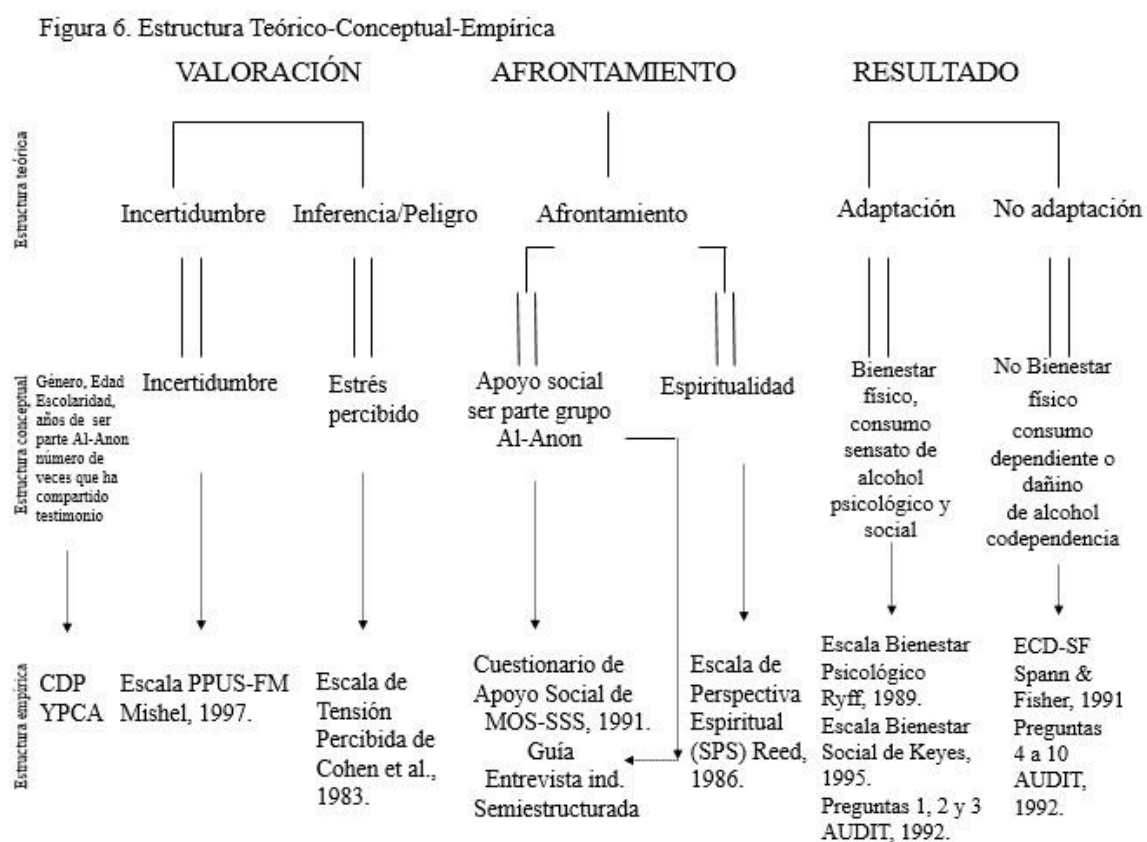 Figura 6. Estructura Teórico-Conceptual-Empírica
VALORACIÓN
AFRONTAMIENTO
RESULTADO
Estructura teórica
Incertidumbre
Inferencia/Peligro
Afrontamiento
Adaptación
No adaptación
Estructura conceptual
Género, Edad
Escolaridad,
años de ser
parte Al-Anon
número de
veces que ha
compartido
testimonio
Incertidumbre
Estrés
percibido
Apoyo social
ser parte grupo
Al-Anon
Espiritualidad
Bienestar
físico,
consumo
sensato de
alcohol
psicológico y
social
No Bienestar
físico
consumo
dependiente o
dañino
de alcohol
codependencia
Estructura empírica
CDP
YPCA
Escala PPUS-FM
Mishel, 1997.
Escala de
Tensión
Percibida de
Cohen et al.,
1983.
Cuestionario de
Apoyo Social de
MOS-SSS, 1991.
Guía
Entrevista ind.
Semiestructurada
Escala de
Perspectiva
Espiritual
(SPS) Reed,
1986.
Escala Bienestar
Psicológico
Ryff, 1989.
Escala Bienestar
Social de Keyes,
1995.
Preguntas 1, 2 y 3
AUDIT, 1992.
ECD-SF
Spann &
Fisher, 1991
Preguntas
4 a 10
AUDIT,
1992.